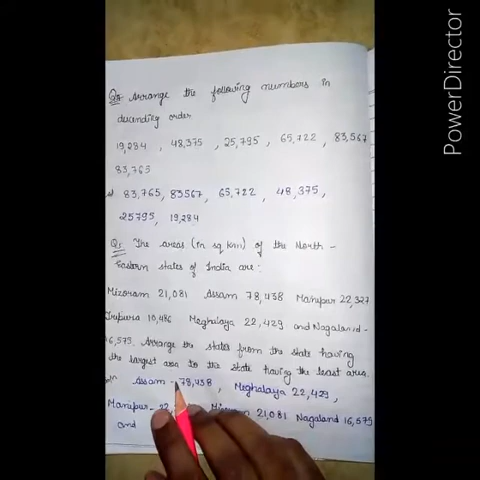 Q4 Arrange the following numbers in
decending order
19,284 , 48,375 , 25,795 , 65,722 , 83,567
83,765
83,765, 83567, 65,722, 48,375,
25795, 19,284
Q5 The areas (in sq km) of the North -
Eastern states of India are:
Mizoram 21,081 Assam 78,438 Manipur 22,327
Tripura 10,486 Meghalaya 22,429 and Nagaland -
16,579. Arrange the states from the state having
the largest area to the state having the least area.
Assam - 78,438 , Meghalaya 22,429,
Manipur- 21,081 Nagaland 16,579
and
PowerDirector